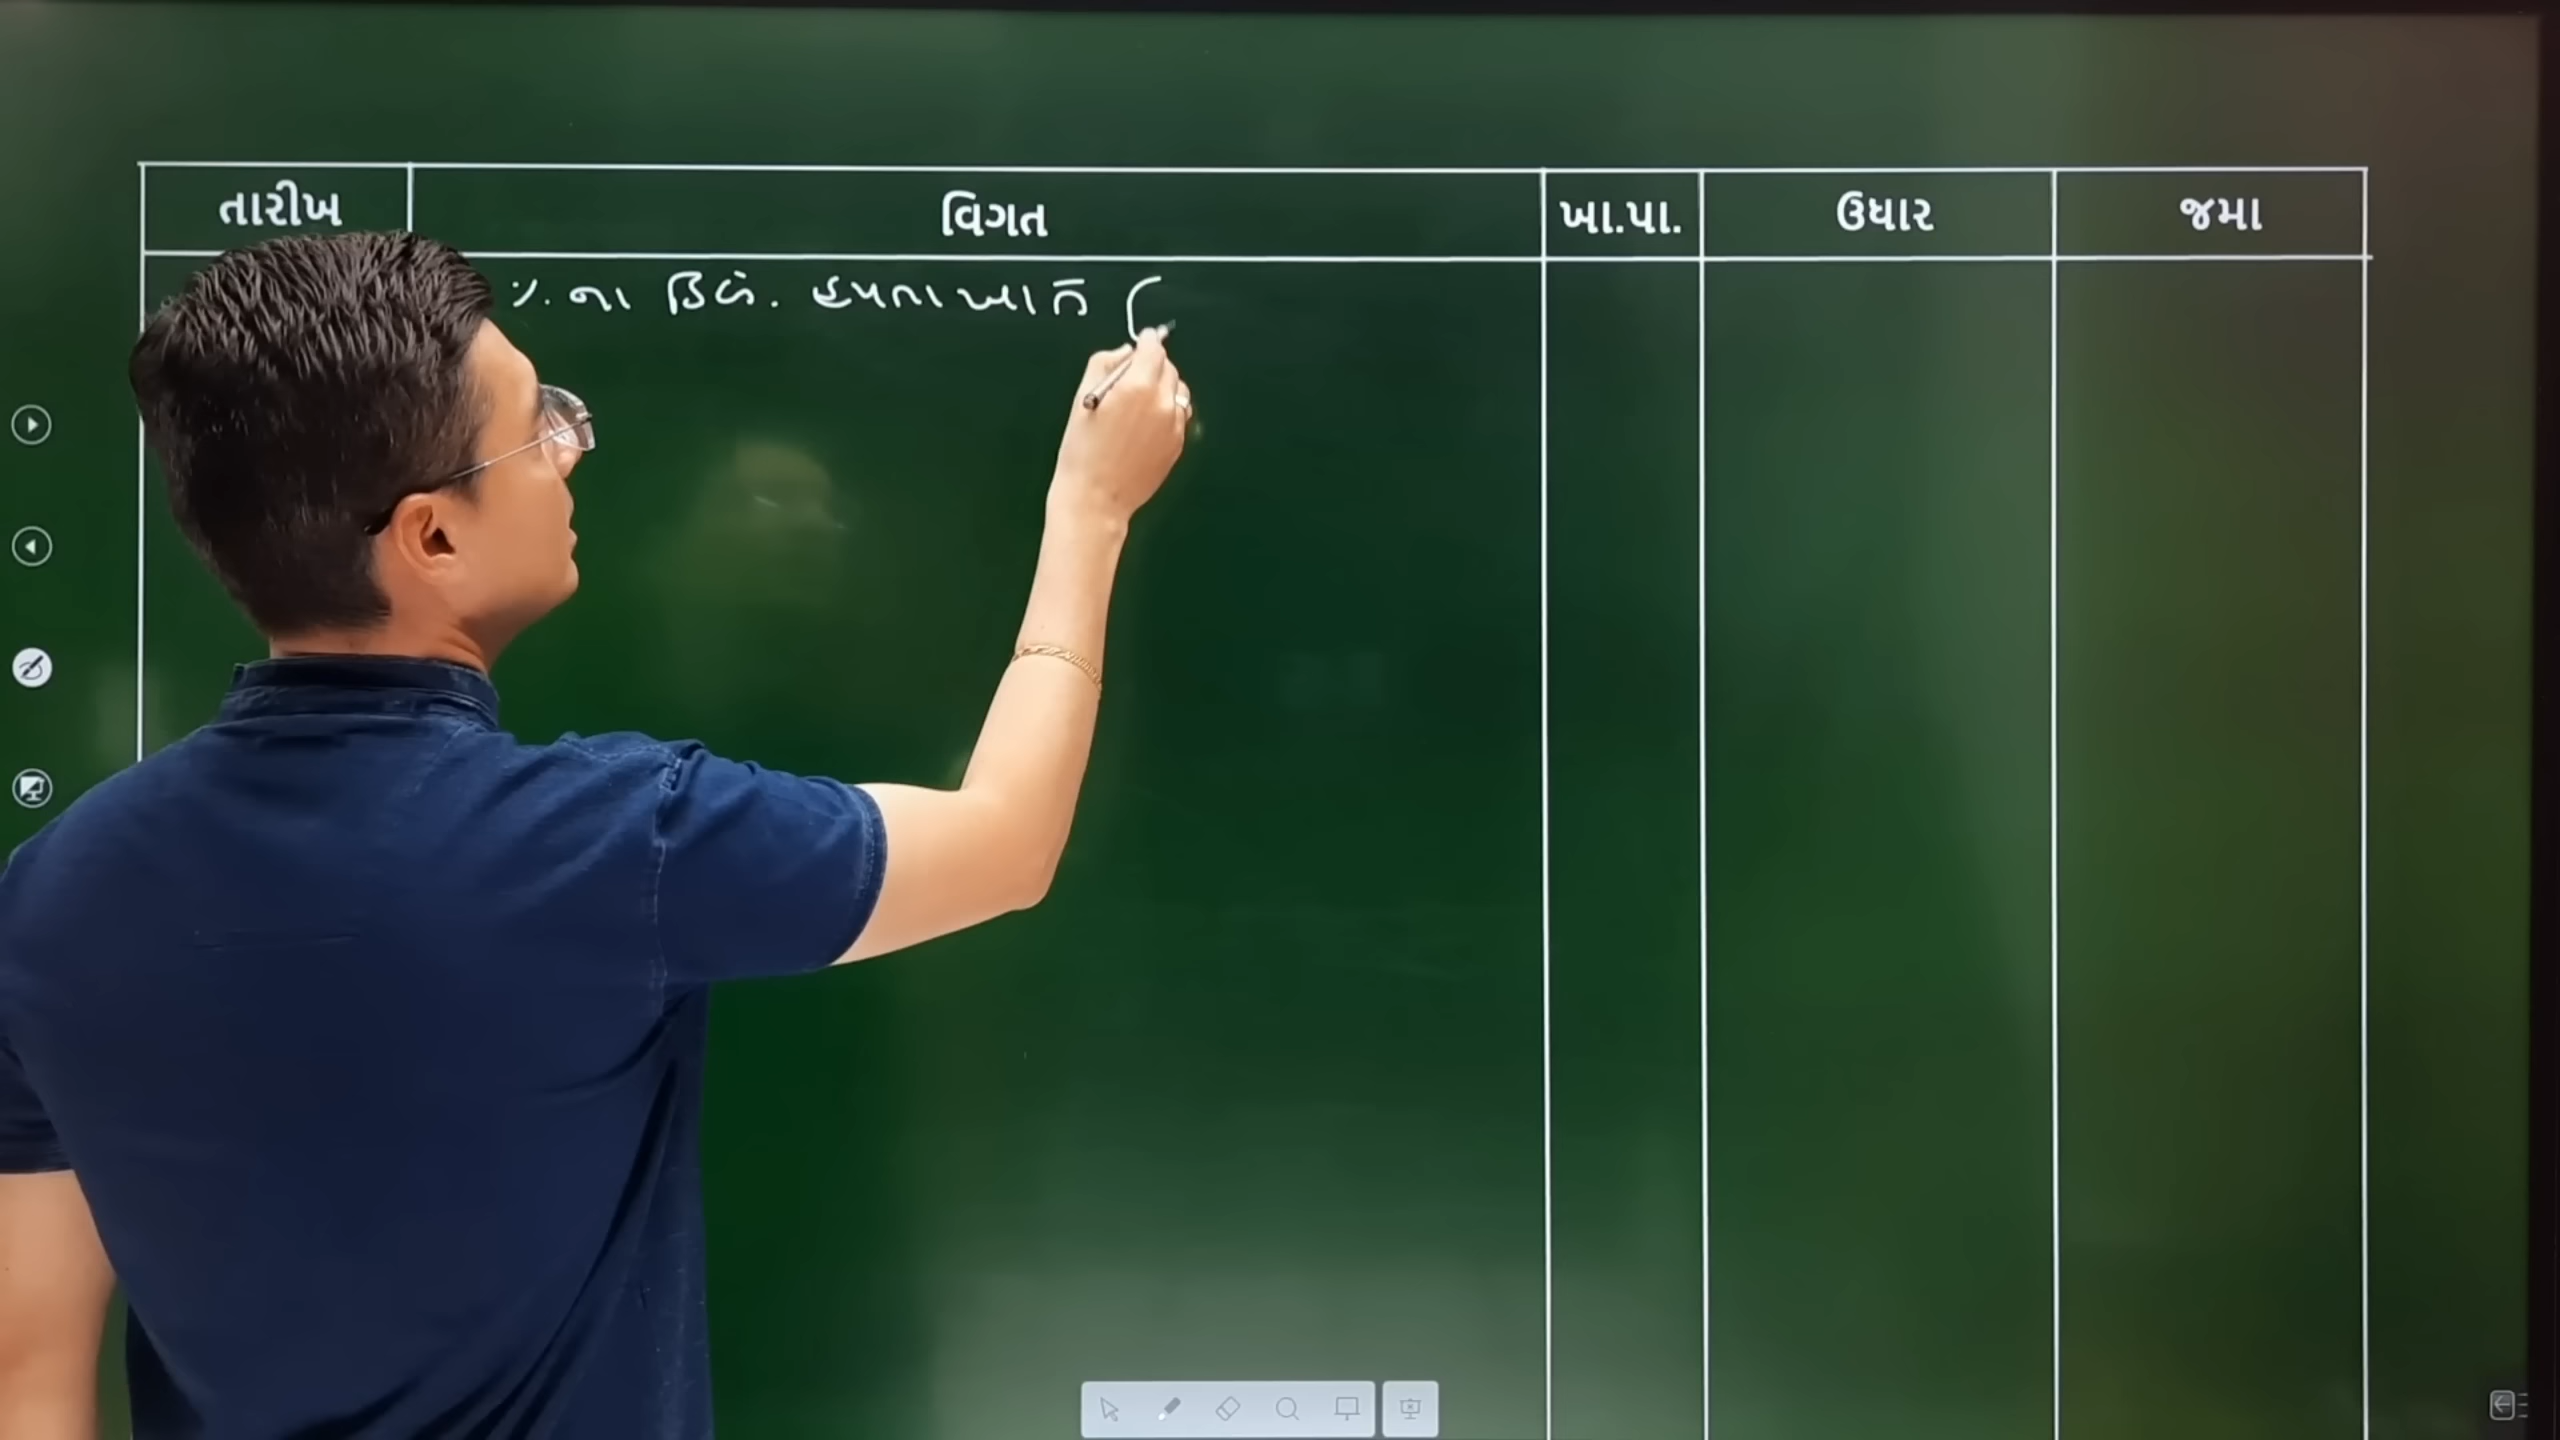 તારીખ વિગત ખા.પા. ઉધાર જમા
% ના ડિબે. હપતા ખાતે (